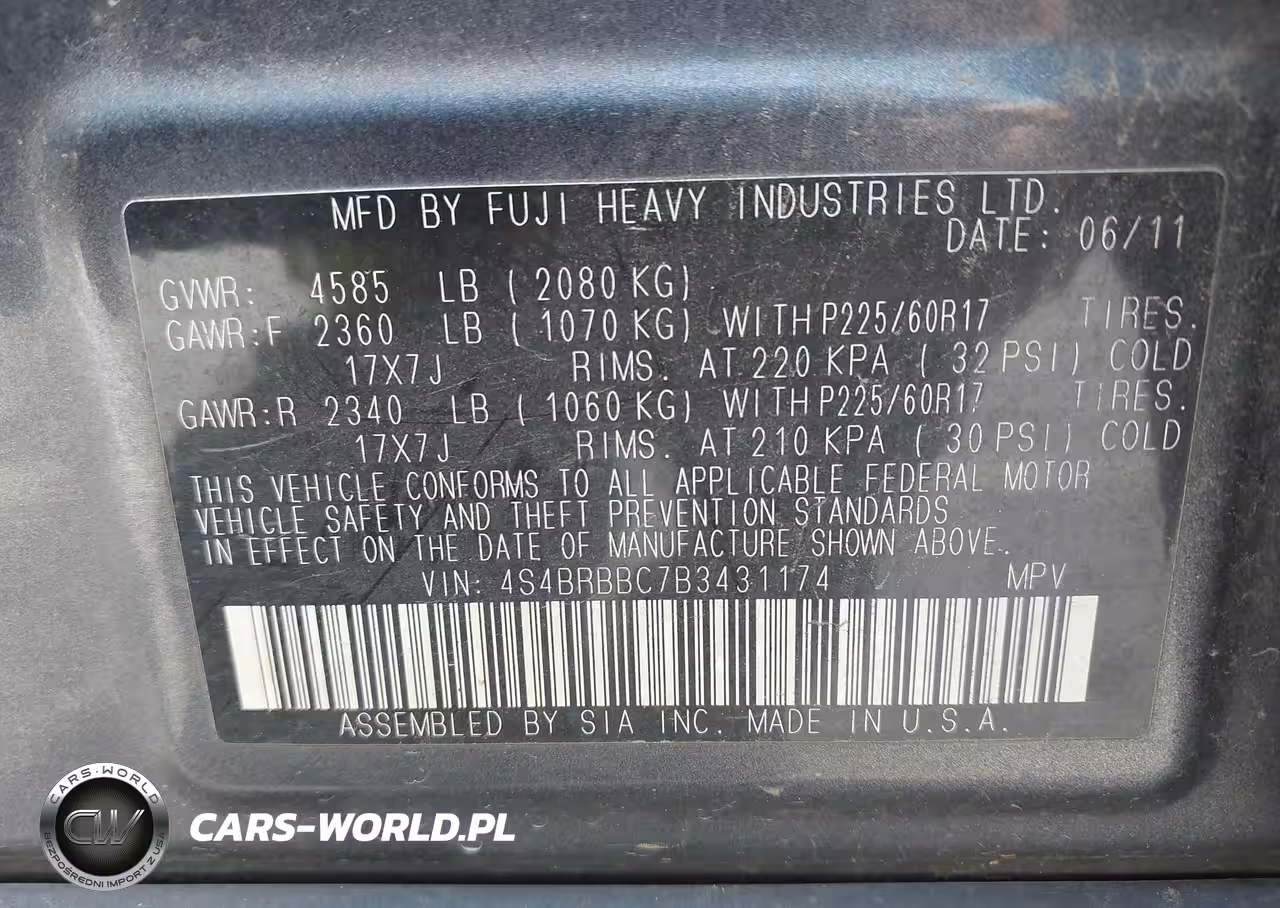 MFD BY FUJI HEAVY INDUSTRIES LTD.
DATE: 06/11
GVWR: 4585 LB ( 2080 KG)
GAWR:F 2360 LB ( 1070 KG) WITH P225/60R17 TIRES.
17X7J RIMS. AT 220 KPA ( 32 PSI) COLD
GAWR:R 2340 LB ( 1060 KG) WITH P225/60R17 TIRES.
17X7J RIMS. AT 210 KPA ( 30 PSI) COLD
THIS VEHICLE CONFORMS TO ALL APPLICABLE FEDERAL MOTOR
VEHICLE SAFETY AND THEFT PREVENTION STANDARDS
IN EFFECT ON THE DATE OF MANUFACTURE SHOWN ABOVE.
VIN: 4S4BRBBC7B3431174 MPV
ASSEMBLED BY SIA INC. MADE IN U.S.A.
CARS-WORLD
CW
BEZPOŚREDNI IMPORT Z USA
CARS-WORLD.PL